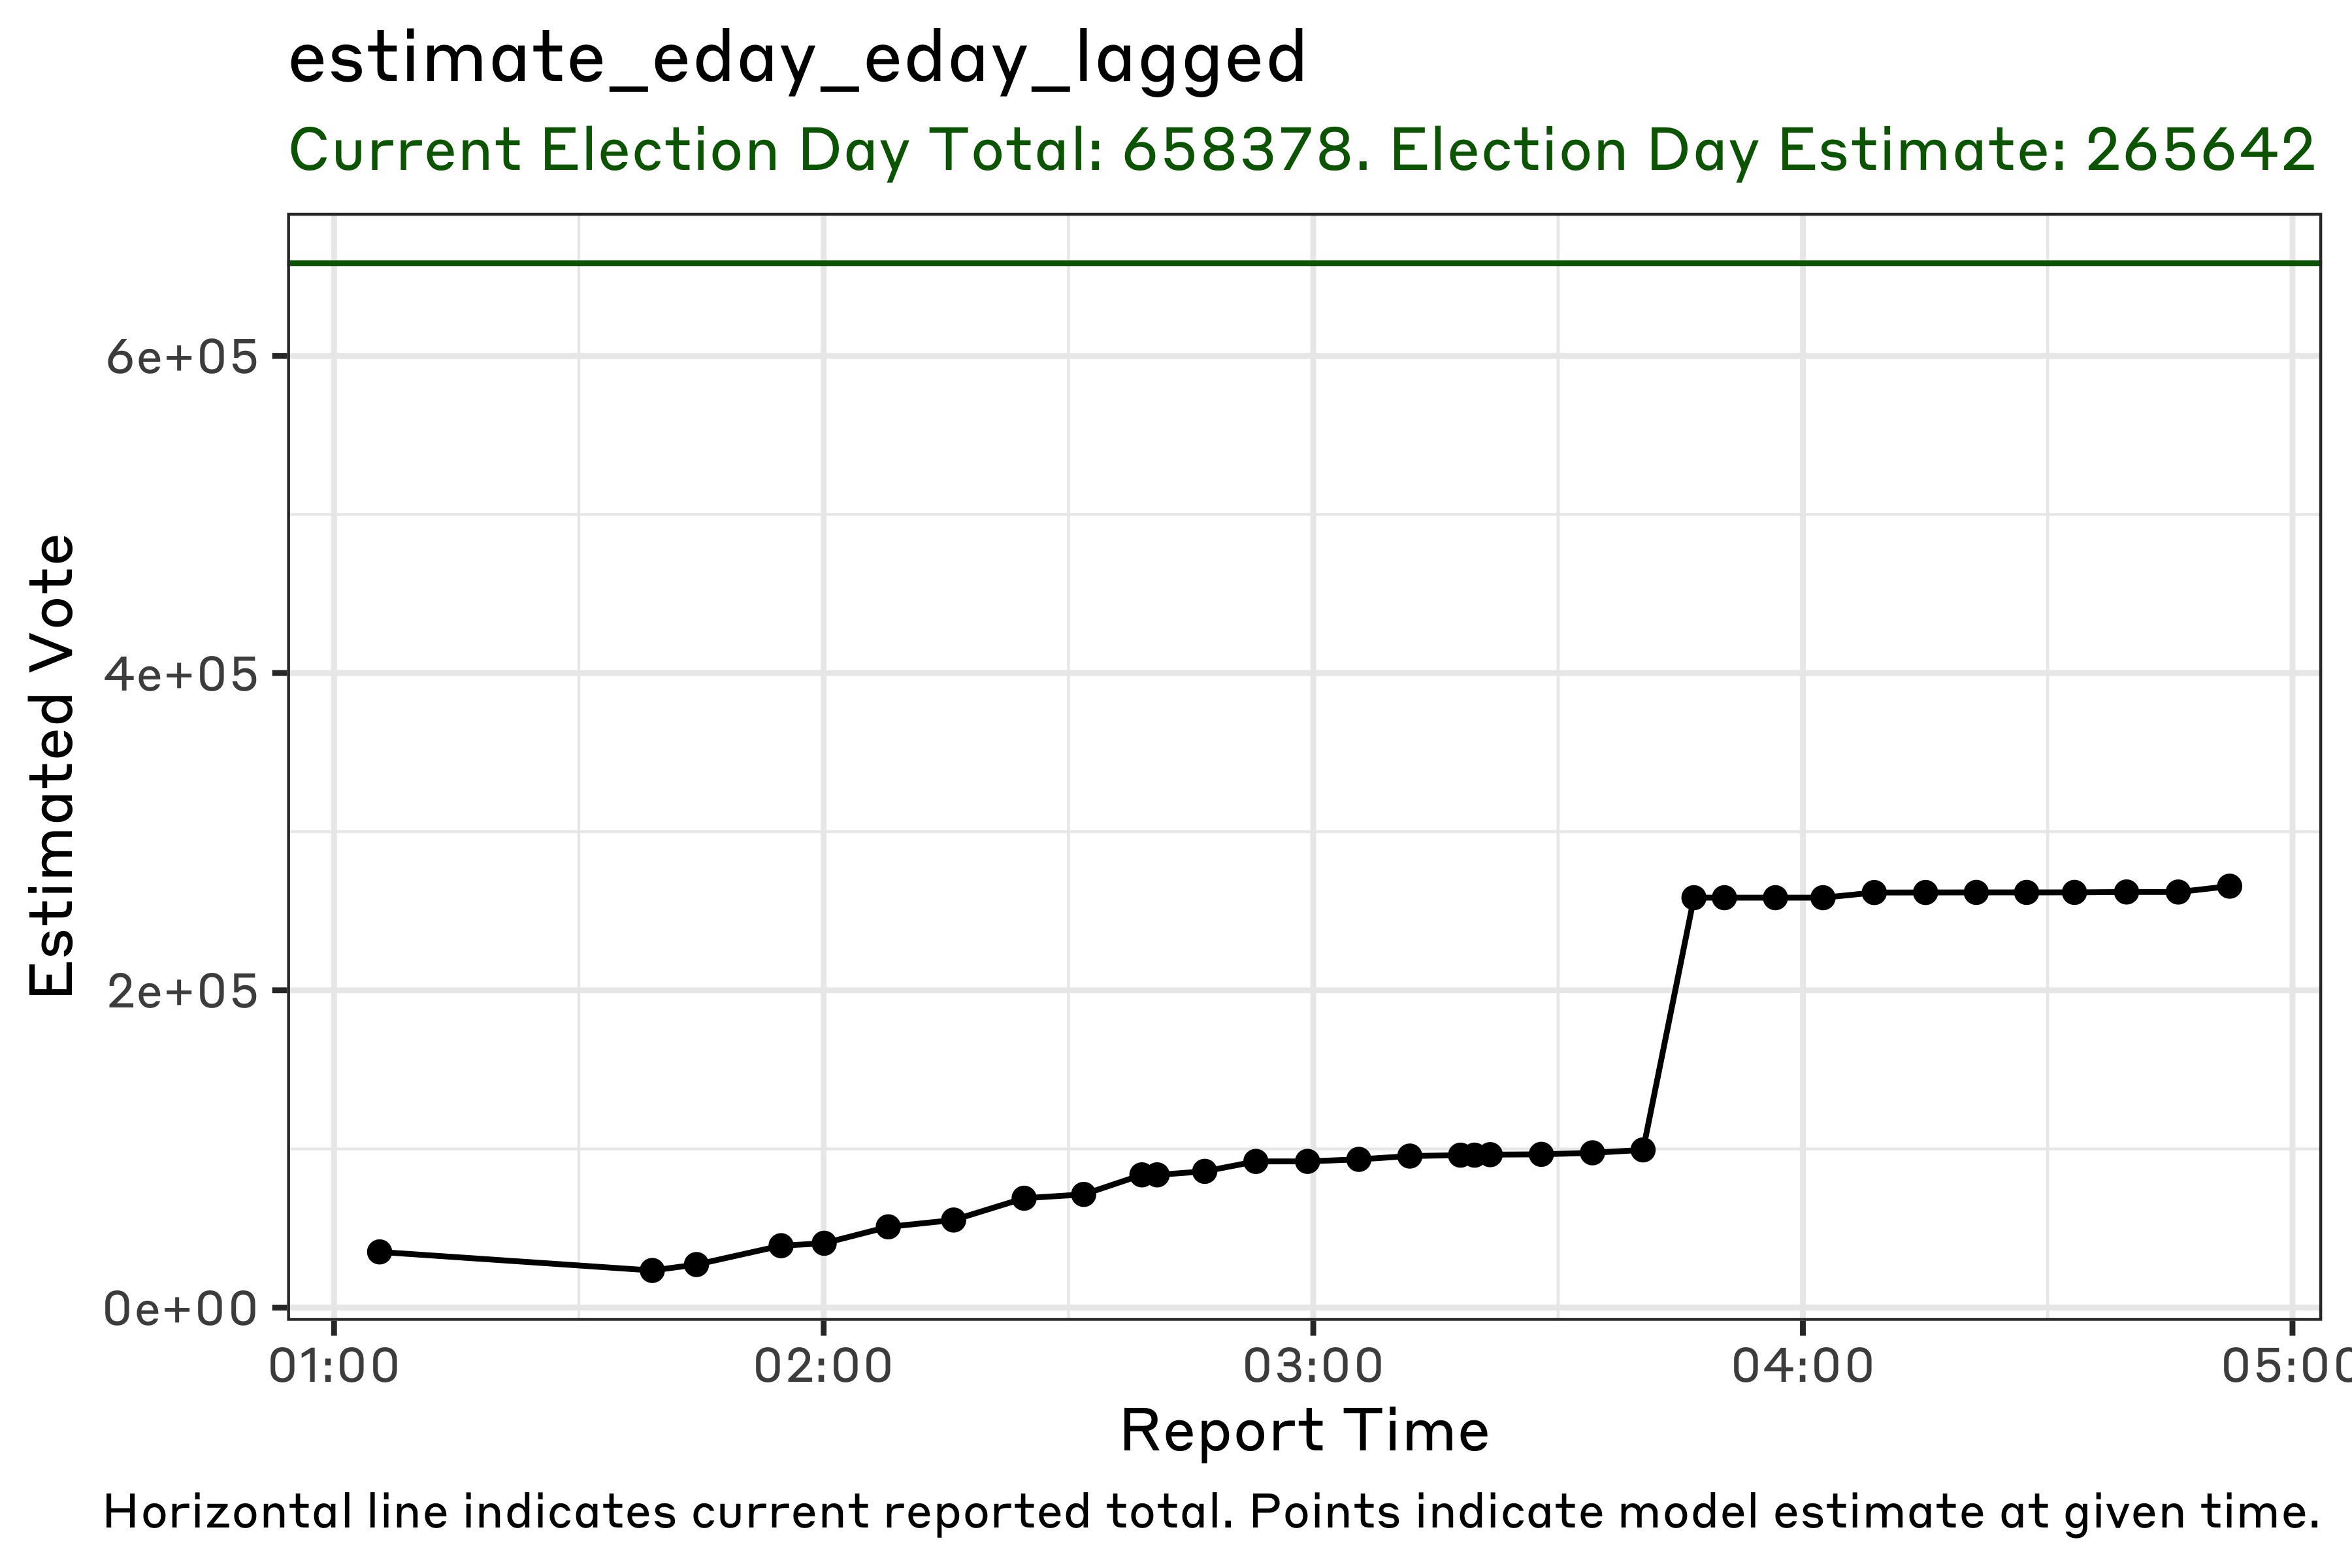 estimate_eday_eday_lagged
Current Election Day Total: 658378. Election Day Estimate: 265642
Estimated Vote
6e+05
4e+05
2e+05
0e+00
01:00 02:00 03:00 04:00 05:00
Report Time
Horizontal line indicates current reported total. Points indicate model estimate at given time.